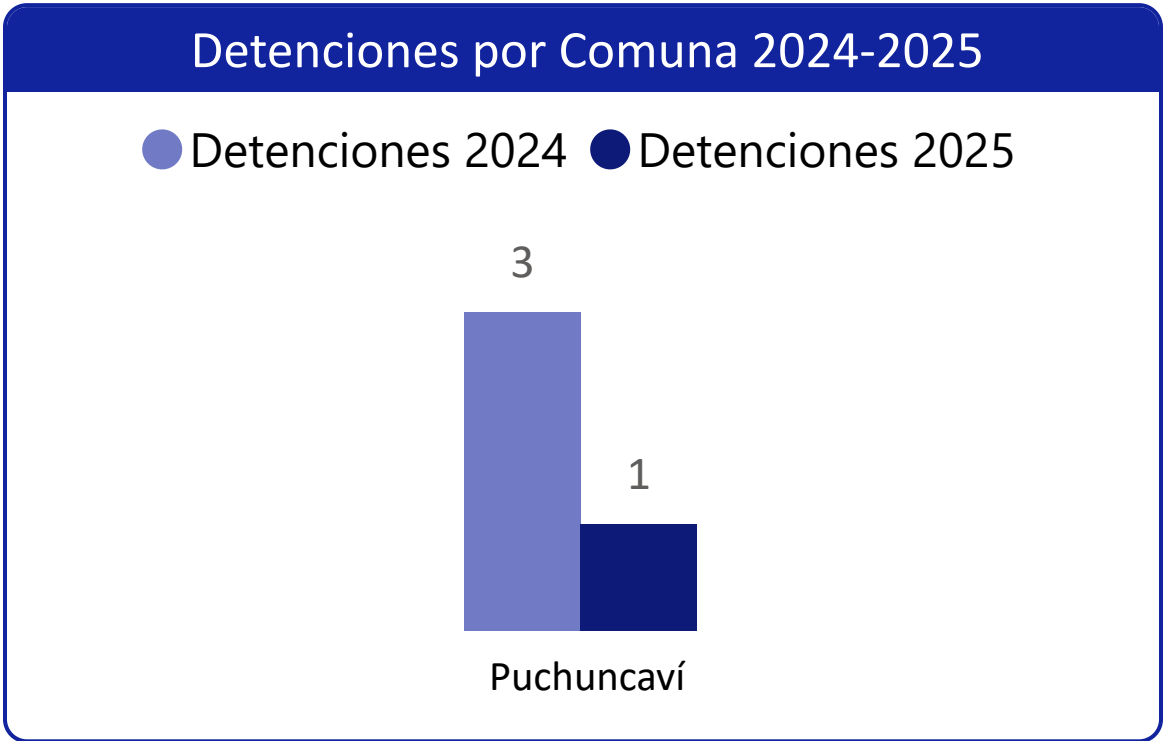 Detenciones por Comuna 2024-2025
Detenciones 2024 Detenciones 2025
3
1
Puchuncaví